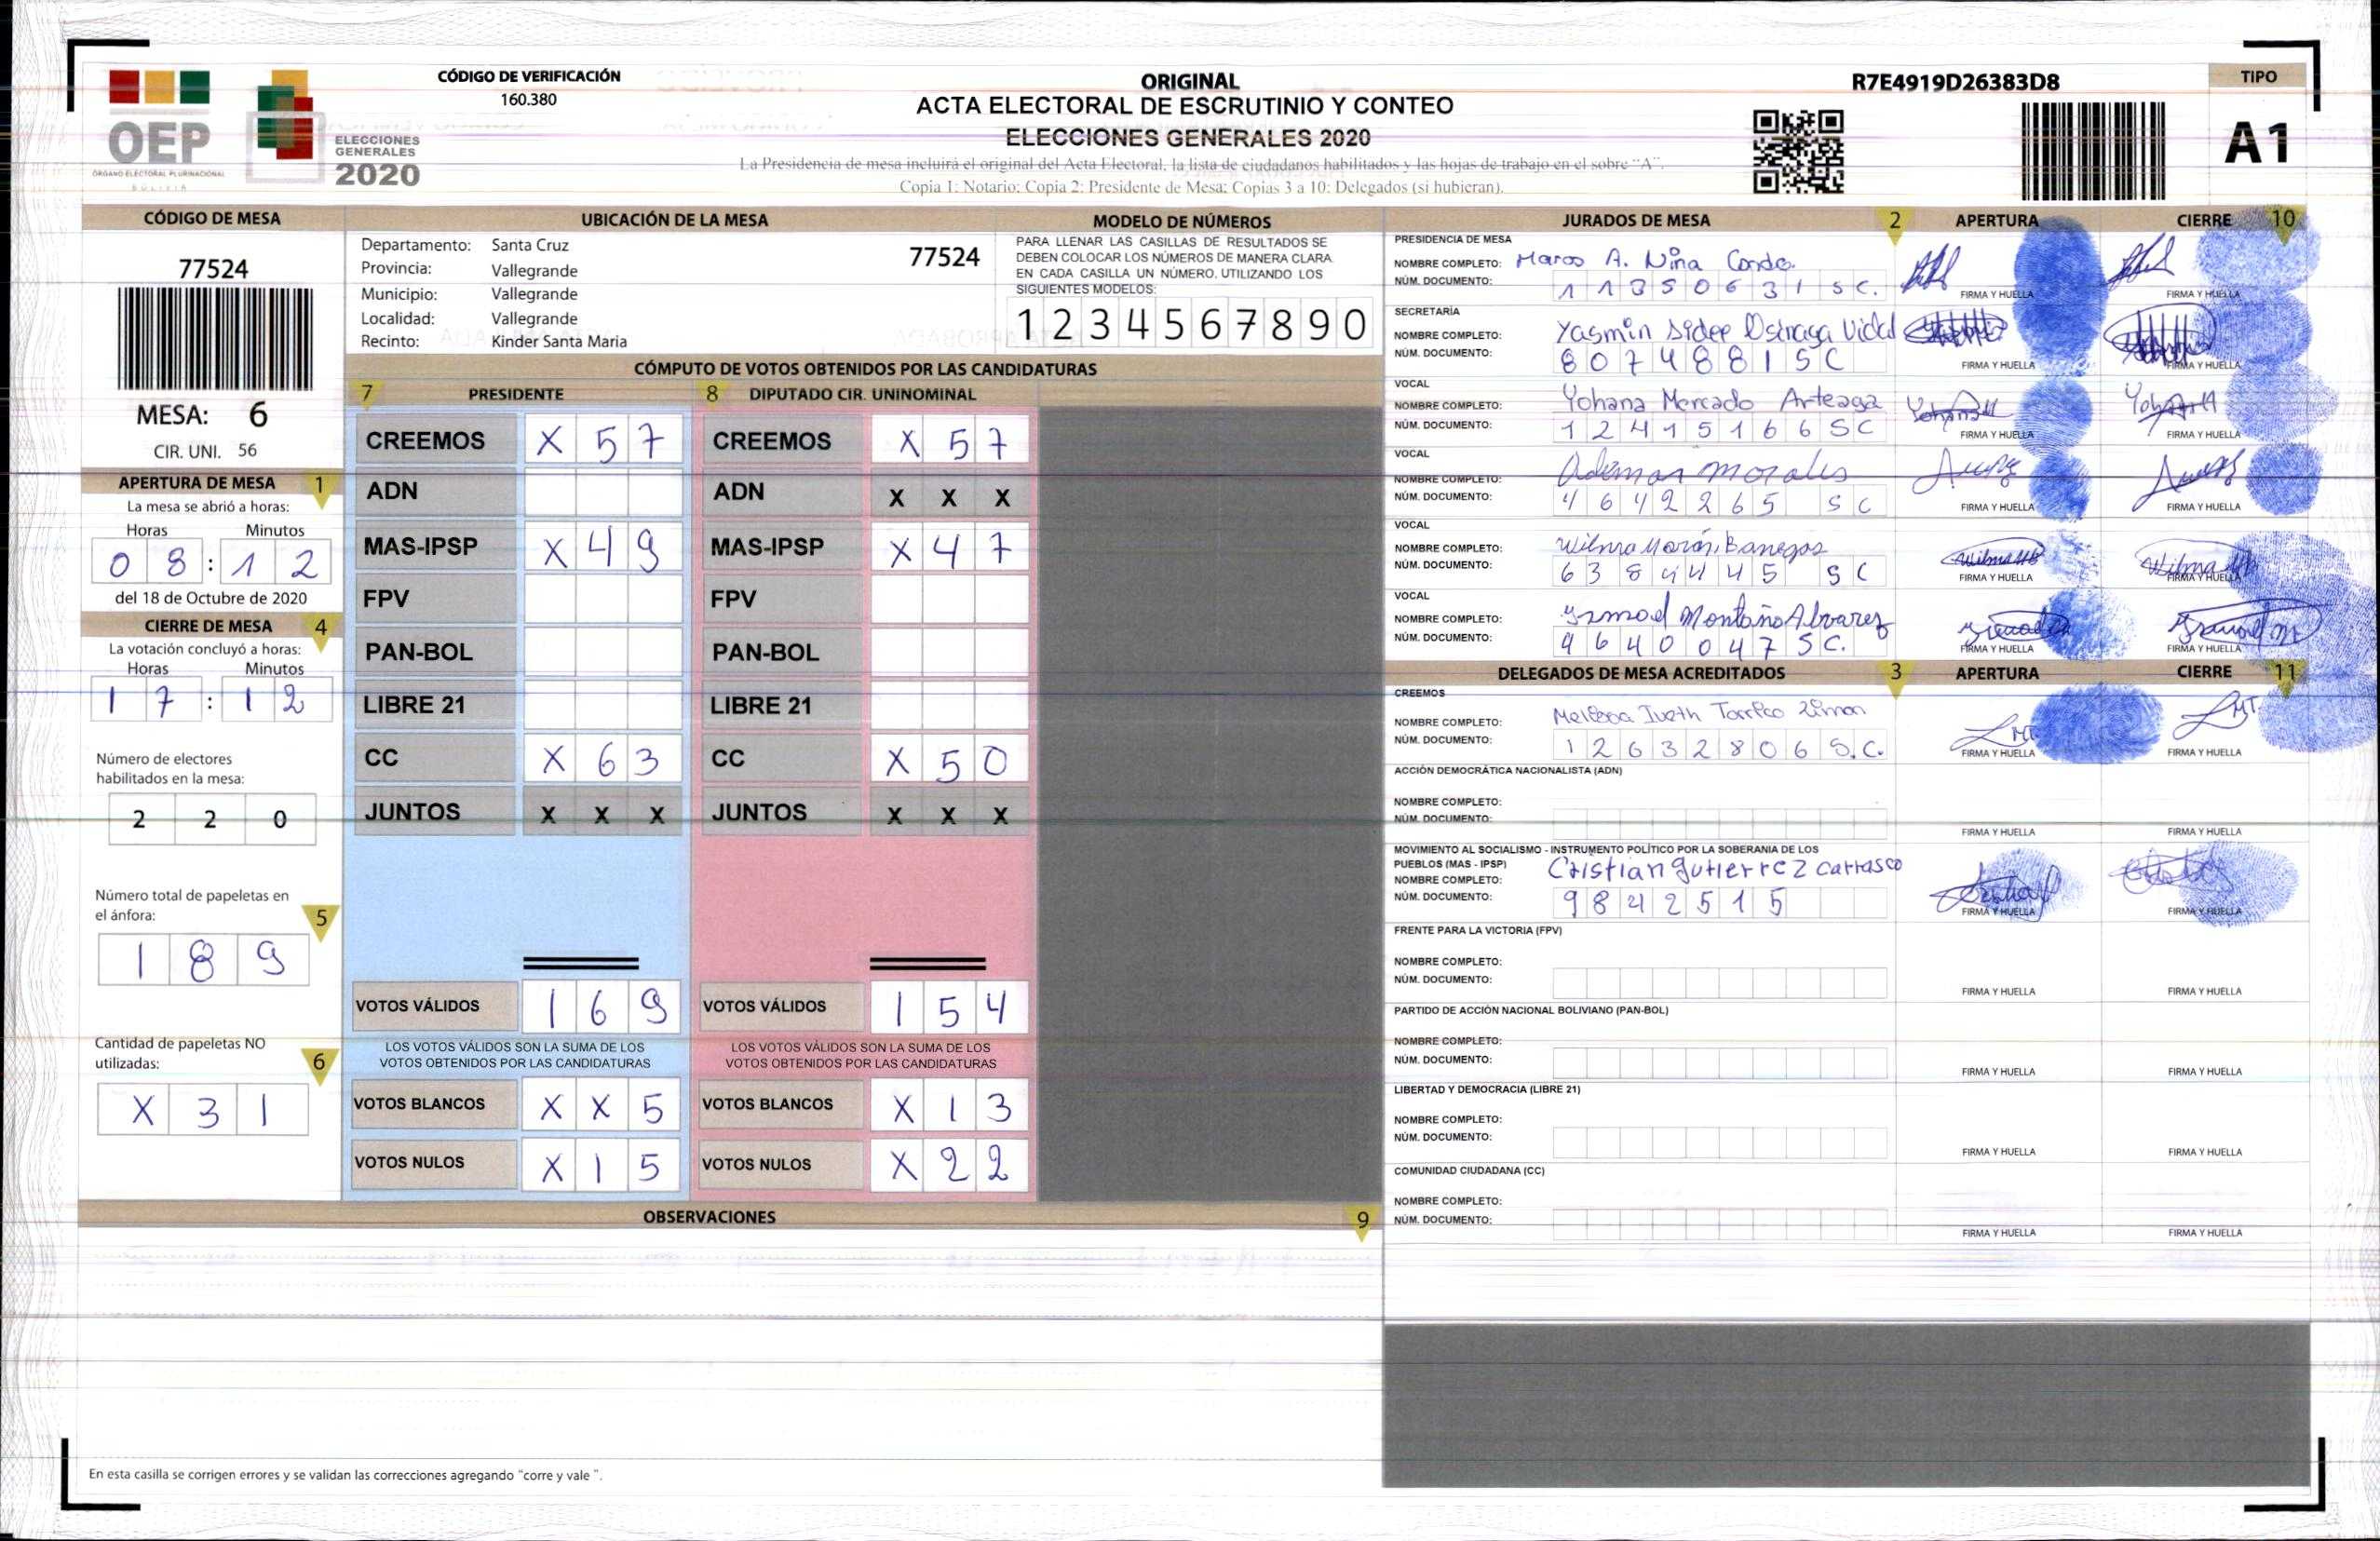 CÓDIGO DE VERIFICACIÓN
160.380
OEP
ÓRGANO ELECTORAL PLURINACIONAL
BOLIVIA
ELECCIONES
GENERALES
2020
ORIGINAL
ACTA ELECTORAL DE ESCRUTINIO Y CONTEO
ELECCIONES GENERALES 2020
La Presidencia de mesa incluirá el original del Acta Electoral, la lista de ciudadanos habilitados y las hojas de trabajo en el sobre "A".
Copia 1: Notario; Copia 2: Presidente de Mesa; Copias 3 a 10: Delegados (si hubieran).
R7E4919D26383D8
TIPO
A1
CÓDIGO DE MESA
77524
MESA: 6
CIR. UNI. 56
APERTURA DE MESA 1
La mesa se abrió a horas:
Horas Minutos
0 8 : 1 2
del 18 de Octubre de 2020
CIERRE DE MESA 4
La votación concluyó a horas:
Horas Minutos
1 7 : 1 2
Número de electores
habilitados en la mesa:
2 2 0
Número total de papeletas en
el ánfora: 5
1 8 9
Cantidad de papeletas NO
utilizadas: 6
X 3 1
UBICACIÓN DE LA MESA
Departamento: Santa Cruz 77524
Provincia: Vallegrande
Municipio: Vallegrande
Localidad: Vallegrande
Recinto: Kinder Santa Maria
MODELO DE NÚMEROS
PARA LLENAR LAS CASILLAS DE RESULTADOS SE
DEBEN COLOCAR LOS NÚMEROS DE MANERA CLARA
EN CADA CASILLA UN NÚMERO. UTILIZANDO LOS
SIGUIENTES MODELOS:
1 2 3 4 5 6 7 8 9 0
CÓMPUTO DE VOTOS OBTENIDOS POR LAS CANDIDATURAS
7 PRESIDENTE
CREEMOS X 5 7
ADN
MAS-IPSP X 4 9
FPV
PAN-BOL
LIBRE 21
CC X 6 3
JUNTOS X X X
VOTOS VÁLIDOS 1 6 9
LOS VOTOS VÁLIDOS SON LA SUMA DE LOS
VOTOS OBTENIDOS POR LAS CANDIDATURAS
VOTOS BLANCOS X X 5
VOTOS NULOS X 1 5
8 DIPUTADO CIR. UNINOMINAL
CREEMOS X 5 7
ADN X X X
MAS-IPSP X 4 7
FPV
PAN-BOL
LIBRE 21
CC X 5 0
JUNTOS X X X
VOTOS VÁLIDOS 1 5 4
LOS VOTOS VÁLIDOS SON LA SUMA DE LOS
VOTOS OBTENIDOS POR LAS CANDIDATURAS
VOTOS BLANCOS X 1 3
VOTOS NULOS X 2 2
OBSERVACIONES 9
En esta casilla se corrigen errores y se validan las correcciones agregando "corre y vale".
JURADOS DE MESA 2 APERTURA CIERRE 10
PRESIDENCIA DE MESA
NOMBRE COMPLETO: Marco A. Niña Conde.
NÚM. DOCUMENTO: 1 1 3 5 0 6 3 1 S C.
FIRMA Y HUELLA FIRMA Y HUELLA
SECRETARÍA
NOMBRE COMPLETO: Yasmin Osinaga Vidal
NÚM. DOCUMENTO: 8 0 7 4 8 8 1 S C
FIRMA Y HUELLA FIRMA Y HUELLA
VOCAL
NOMBRE COMPLETO: Yohana Mercado Arteaga
NÚM. DOCUMENTO: 1 2 4 1 5 1 6 6 S C
FIRMA Y HUELLA FIRMA Y HUELLA
VOCAL
NOMBRE COMPLETO: Ademar Morales
NÚM. DOCUMENTO: 4 6 4 2 2 6 5 S C
FIRMA Y HUELLA FIRMA Y HUELLA
VOCAL
NOMBRE COMPLETO: Wilma Morón Banegas
NÚM. DOCUMENTO: 6 3 8 4 4 4 5 S C
FIRMA Y HUELLA FIRMA Y HUELLA
VOCAL
NOMBRE COMPLETO: Montaño Alvarez
NÚM. DOCUMENTO: 9 6 4 0 0 4 7 S C.
FIRMA Y HUELLA FIRMA Y HUELLA
DELEGADOS DE MESA ACREDITADOS 3 APERTURA CIERRE 11
CREEMOS
NOMBRE COMPLETO: Melissa Iveth Tarifeo
NÚM. DOCUMENTO: 1 2 6 3 2 8 0 6 S. C.
FIRMA Y HUELLA FIRMA Y HUELLA
ACCIÓN DEMOCRÁTICA NACIONALISTA (ADN)
NOMBRE COMPLETO:
NÚM. DOCUMENTO:
FIRMA Y HUELLA FIRMA Y HUELLA
MOVIMIENTO AL SOCIALISMO - INSTRUMENTO POLÍTICO POR LA SOBERANIA DE LOS
PUEBLOS (MAS - IPSP)
NOMBRE COMPLETO: Cristian gutierrez carrasco
NÚM. DOCUMENTO: 9 8 4 2 5 1 5
FIRMA Y HUELLA FIRMA Y HUELLA
FRENTE PARA LA VICTORIA (FPV)
NOMBRE COMPLETO:
NÚM. DOCUMENTO:
FIRMA Y HUELLA FIRMA Y HUELLA
PARTIDO DE ACCIÓN NACIONAL BOLIVIANO (PAN-BOL)
NOMBRE COMPLETO:
NÚM. DOCUMENTO:
FIRMA Y HUELLA FIRMA Y HUELLA
LIBERTAD Y DEMOCRACIA (LIBRE 21)
NOMBRE COMPLETO:
NÚM. DOCUMENTO:
FIRMA Y HUELLA FIRMA Y HUELLA
COMUNIDAD CIUDADANA (CC)
NOMBRE COMPLETO:
NÚM. DOCUMENTO:
FIRMA Y HUELLA FIRMA Y HUELLA